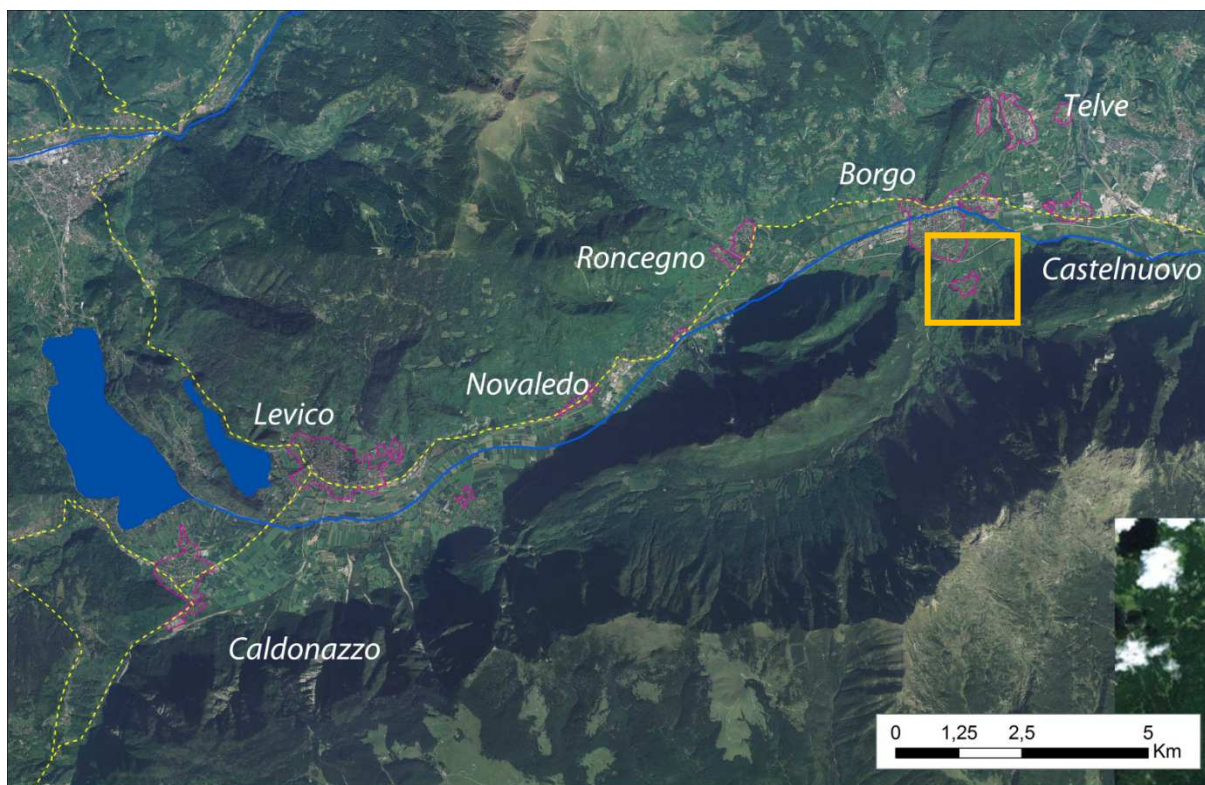 Telve
Borgo
Roncegno
Castelnuovo
Novaledo
Levico
Caldonazzo
0 1,25 2,5 5
Km